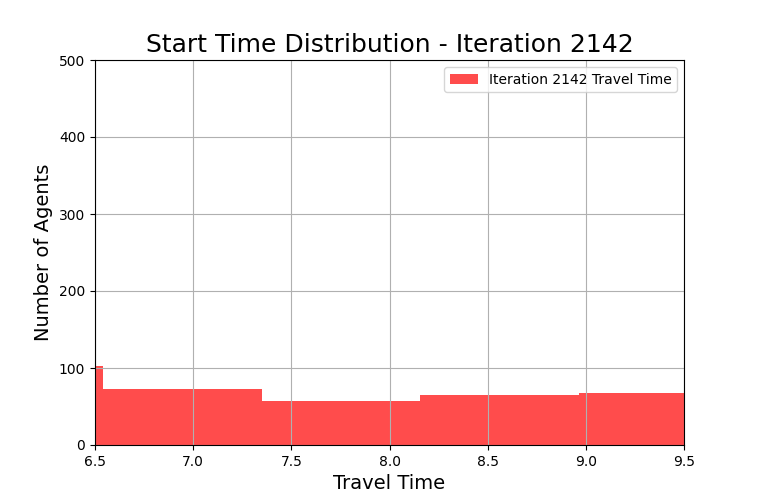 Start Time Distribution - Iteration 2142
Iteration 2142 Travel Time
Number of Agents
500
400
300
200
100
0
6.5 7.0 7.5 8.0 8.5 9.0 9.5
Travel Time